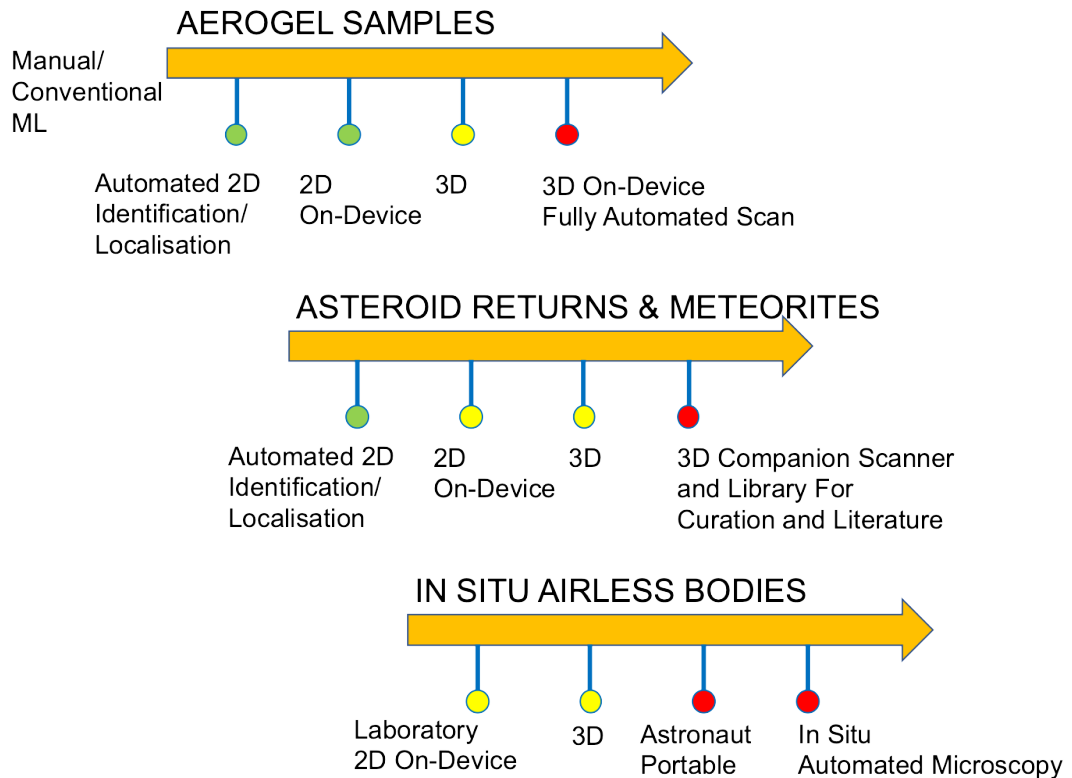 AEROGEL SAMPLES
Manual/
Conventional
ML
Automated 2D
Identification/
Localisation
2D
On-Device
3D
3D On-Device
Fully Automated Scan
ASTEROID RETURNS & METEORITES
Automated 2D
Identification/
Localisation
2D
On-Device
3D
3D Companion Scanner
and Library For
Curation and Literature
IN SITU AIRLESS BODIES
Laboratory
2D On-Device
3D
Astronaut
Portable
In Situ
Automated Microscopy